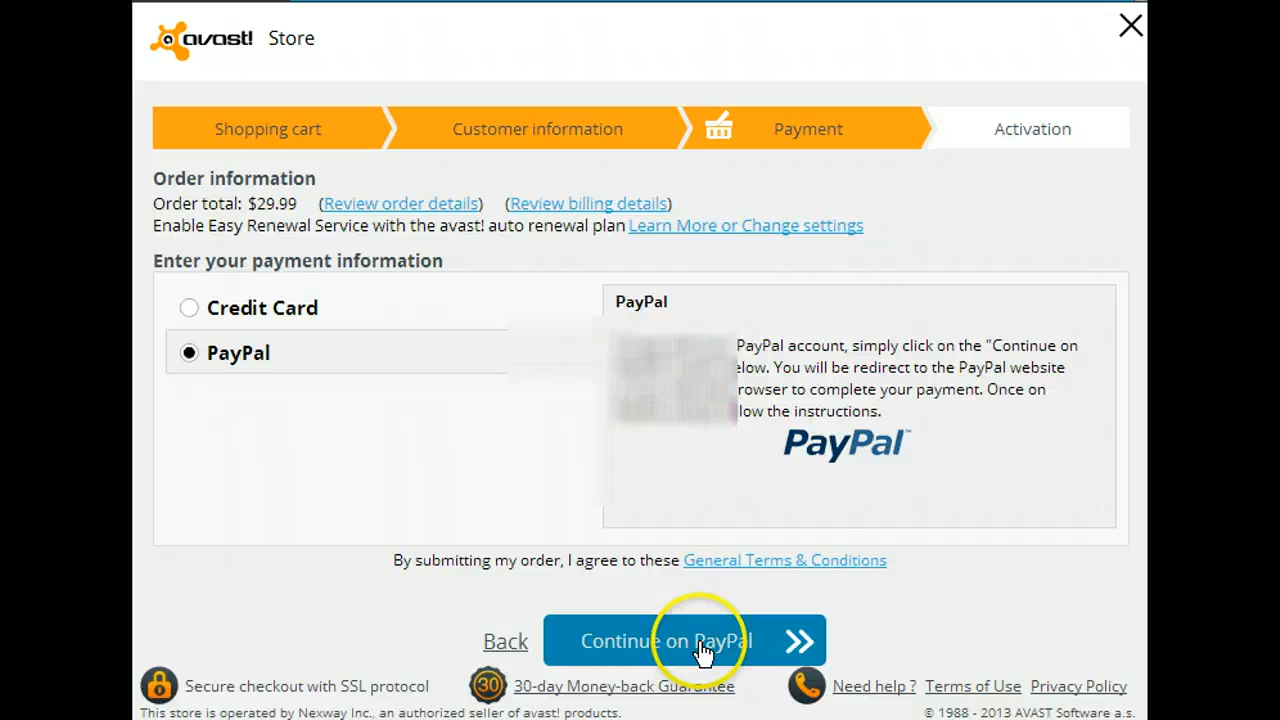 avast! Store
Shopping cart
Customer information
Payment
Activation
Order information
Order total: $29.99 (Review order details) (Review billing details)
Enable Easy Renewal Service with the avast! auto renewal plan Learn More or Change settings
Enter your payment information
Credit Card
PayPal
PayPal
PayPal account, simply click on the "Continue on
elow. You will be redirect to the PayPal website
rowser to complete your payment. Once on
low the instructions.
PayPal™
By submitting my order, I agree to these General Terms & Conditions
Back
Continue on PayPal
Secure checkout with SSL protocol
30
30-day Money-back Guarantee
Need help ?
Terms of Use
Privacy Policy
This store is operated by Nexway Inc., an authorized seller of avast! products.
© 1988 - 2013 AVAST Software a.s.